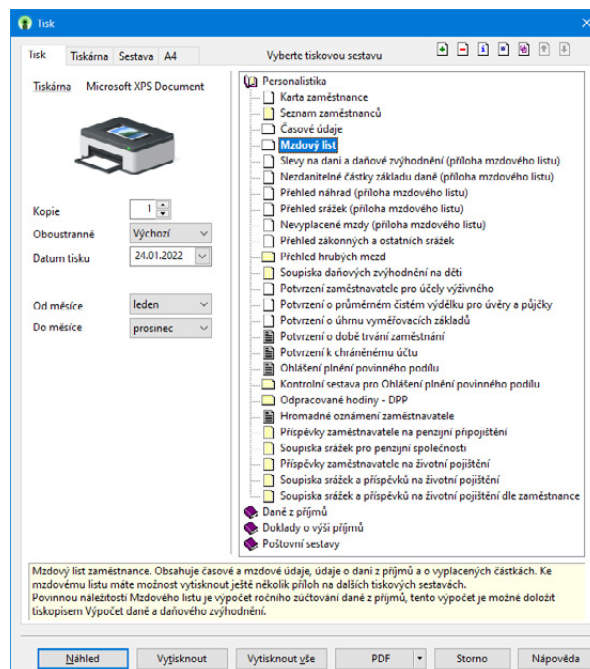 Tisk
Tisk Tiskárna Sestava A4 Vyberte tiskovou sestavu
Tiskárna Microsoft XPS Document
Kopie 1
Oboustranně Výchozí
Datum tisku 24.01.2022
Od měsíce leden
Do měsíce prosinec
Personalistika
Karta zaměstnance
Seznam zaměstnanců
Časové údaje
Mzdový list
Slevy na dani a daňové zvýhodnění (příloha mzdového listu)
Nezdanitelné částky základu daně (příloha mzdového listu)
Přehled náhrad (příloha mzdového listu)
Přehled srážek (příloha mzdového listu)
Nevyplacené mzdy (příloha mzdového listu)
Přehled zákonných a ostatních srážek
Přehled hrubých mezd
Soupiska daňových zvýhodnění na děti
Potvrzení zaměstnavatele pro účely výživného
Potvrzení o průměrném čistém výdělku pro úvěry a půjčky
Potvrzení o úhrnu vyměřovacích základů
Potvrzení o době trvání zaměstnání
Potvrzení k chráněnému účtu
Ohlášení plnění povinného podílu
Kontrolní sestava pro Ohlášení plnění povinného podílu
Odpracované hodiny - DPP
Hromadné oznámení zaměstnavatele
Příspěvky zaměstnavatele na penzijní připojištění
Soupiska srážek pro penzijní společnosti
Příspěvky zaměstnavatele na životní pojištění
Soupiska srážek a příspěvků na životní pojištění
Soupiska srážek a příspěvků na životní pojištění dle zaměstnance
Daně z příjmů
Doklady o výši příjmů
Poštovní sestavy
Mzdový list zaměstnance. Obsahuje časové a mzdové údaje, údaje o dani z příjmů a o vyplacených částkách. Ke
mzdovému listu máte možnost vytisknout ještě několik příloh na dalších tiskových sestavách.
Povinnou náležitostí Mzdového listu je výpočet ročního zúčtování daně z příjmů, tento výpočet je možné doložit
tiskopisem Výpočet daně a daňového zvýhodnění.
Náhled Vytisknout Vytisknout vše PDF Storno Nápověda